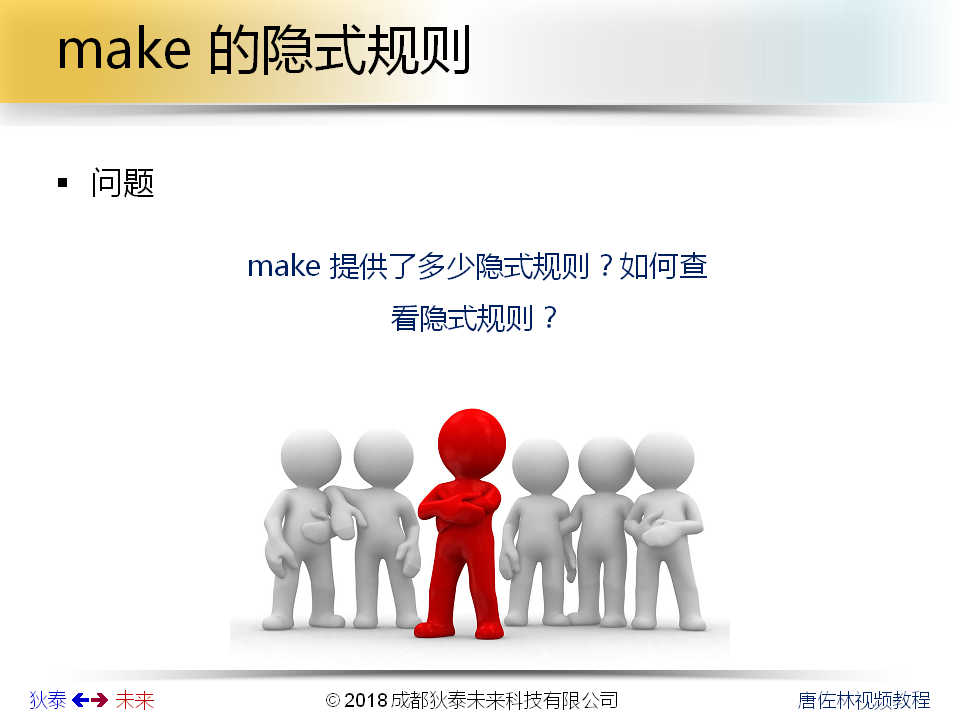 make 的隐式规则
▪ 问题
make 提供了多少隐式规则？如何查
看隐式规则？
狄泰 未来
© 2018 成都狄泰未来科技有限公司
唐佐林视频教程